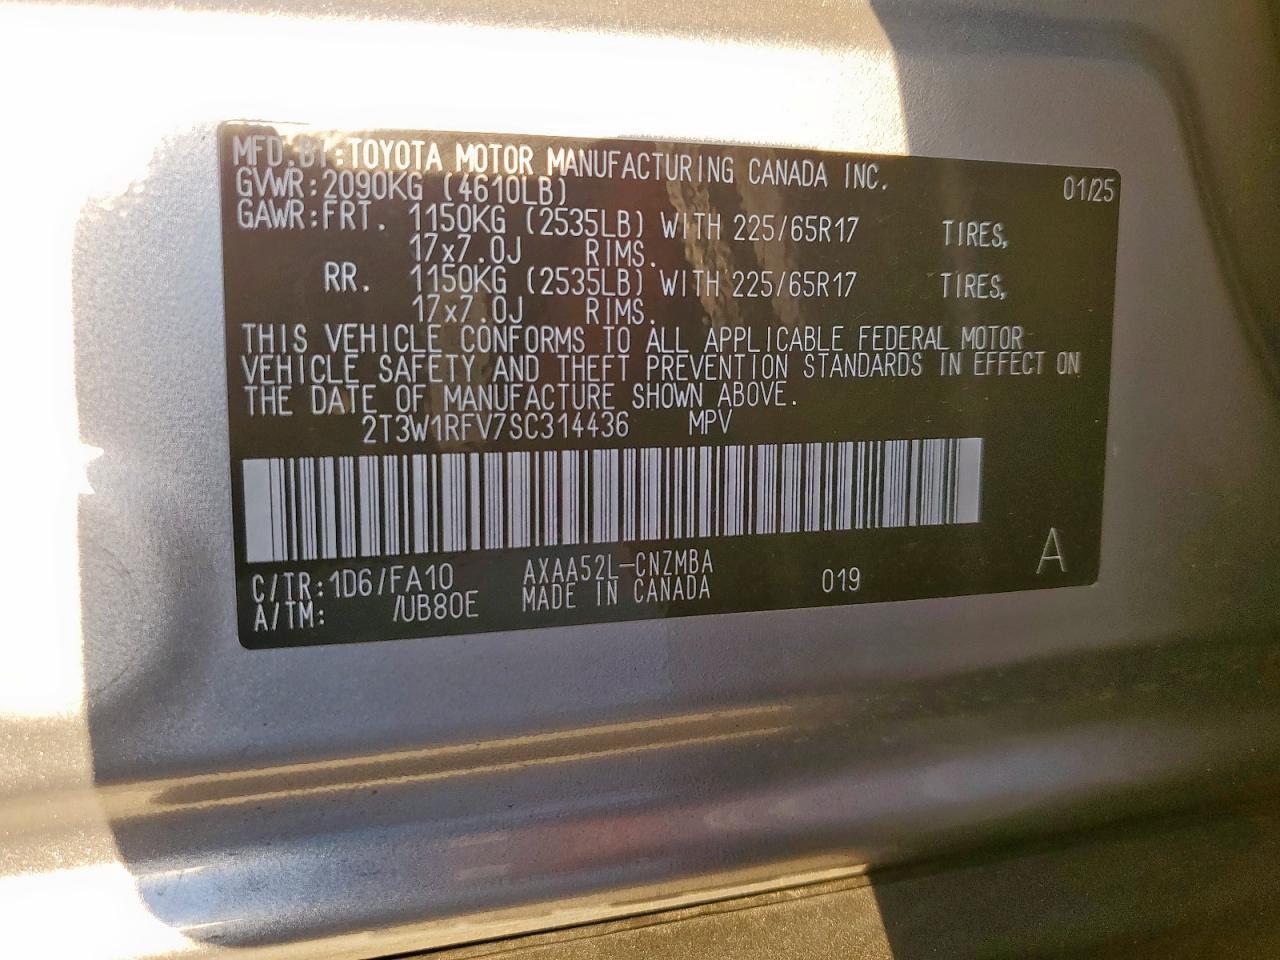 MFD.BY:TOYOTA MOTOR MANUFACTURING CANADA INC.
GVWR:2090KG (4610LB) 01/25
GAWR:FRT. 1150KG (2535LB) WITH 225/65R17 TIRES,
17x7.0J RIMS.
RR. 1150KG (2535LB) WITH 225/65R17 TIRES,
17x7.0J RIMS.
THIS VEHICLE CONFORMS TO ALL APPLICABLE FEDERAL MOTOR
VEHICLE SAFETY AND THEFT PREVENTION STANDARDS IN EFFECT ON
THE DATE OF MANUFACTURE SHOWN ABOVE.
2T3W1RFV7SC314436 MPV
C/TR:1D6/FA10 AXAA52L-CNZMBA 019 A
A/TM: /UB80E MADE IN CANADA